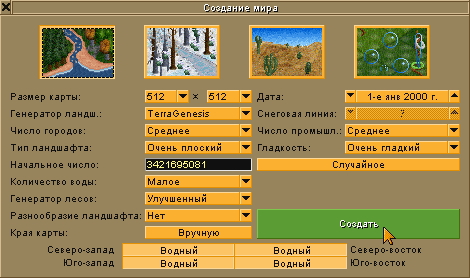 Создание мира
Размер карты: 512 × 512 Дата: 1-е янв 2000 г.
Генератор ландш.: TerraGenesis Снеговая линия: ?
Число городов: Среднее Число промышл.: Среднее
Тип ландшафта: Очень плоский Гладкость: Очень гладкий
Начальное число: 3421695081 Случайное
Количество воды: Малое
Генератор лесов: Улучшенный
Разнообразие ландшафта: Нет
Создать
Края карты: Вручную
Северо-запад Водный Водный Северо-восток
Юго-запад Водный Водный Юго-восток